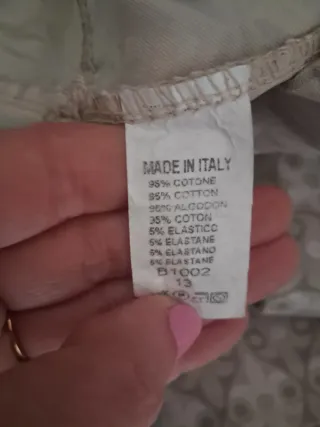 MADE IN ITALY
95% COTONE
95% COTTON
95% ALGODON
95% COTON
5% ELASTICO
5% ELASTANE
5% ELASTANO
5% ELASTANE
B1002
13